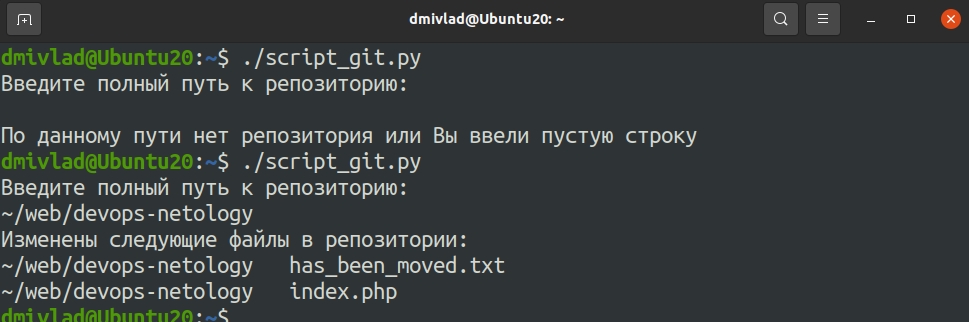 dmivlad@Ubuntu20: ~
dmivlad@Ubuntu20:~$ ./script_git.py
Введите полный путь к репозиторию:
По данному пути нет репозитория или Вы ввели пустую строку
dmivlad@Ubuntu20:~$ ./script_git.py
Введите полный путь к репозиторию:
~/web/devops-netology
Изменены следующие файлы в репозитории:
~/web/devops-netology   has_been_moved.txt
~/web/devops-netology   index.php
dmivlad@Ubuntu20:~$